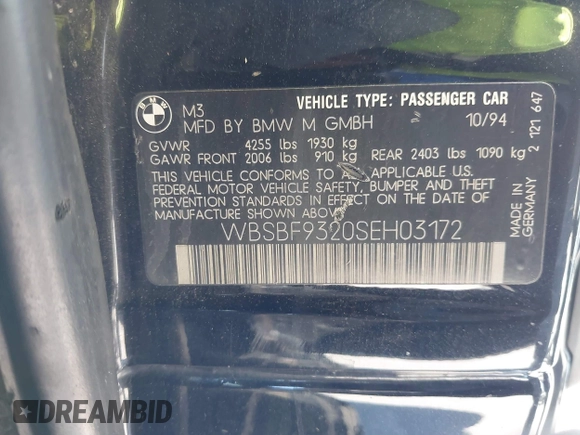 BMW
M3
VEHICLE TYPE: PASSENGER CAR
MFD BY BMW M GMBH
10/94
GVWR 4255 lbs 1930 kg
GAWR FRONT 2006 lbs 910 kg REAR 2403 lbs 1090 kg
THIS VEHICLE CONFORMS TO APPLICABLE U.S.
FEDERAL MOTOR VEHICLE SAFETY, BUMPER AND THEFT
PREVENTION STANDARDS IN EFFECT ON THE DATE OF
MANUFACTURE SHOWN ABOVE
WBSBF9320SEH03172
MADE IN
GERMANY
2 121 647
DREAMBID